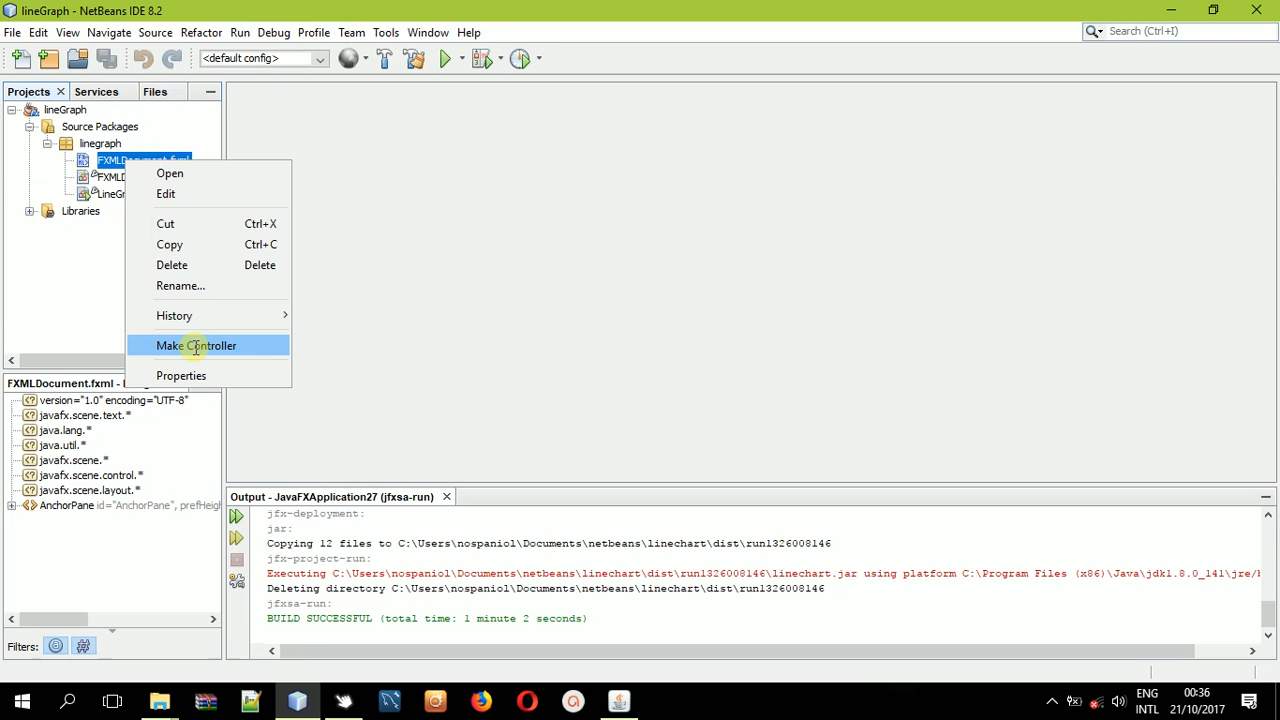 lineGraph - NetBeans IDE 8.2
File Edit View Navigate Source Refactor Run Debug Profile Team Tools Window Help
Search (Ctrl+I)
<default config>
Projects Services Files
lineGraph
Source Packages
linegraph
FXMLDocument.fxml
FXMLD
LineGr
Libraries
Open
Edit
Cut Ctrl+X
Copy Ctrl+C
Delete Delete
Rename...
History
Make Controller
Properties
FXMLDocument.fxml -
version="1.0" encoding="UTF-8"
javafx.scene.text.*
java.lang.*
java.util.*
javafx.scene.*
javafx.scene.control.*
javafx.scene.layout.*
AnchorPane id="AnchorPane", prefHeigh
Filters:
Output - JavaFXApplication27 (jfxsa-run)
jfx-deployment:
jar:
Copying 12 files to C:\Users\nospaniol\Documents\netbeans\linechart\dist\run1326008146
jfx-project-run:
Executing C:\Users\nospaniol\Documents\netbeans\linechart\dist\run1326008146\linechart.jar using platform C:\Program Files (x86)\Java\jdk1.8.0_141\jre/b
Deleting directory C:\Users\nospaniol\Documents\netbeans\linechart\dist\run1326008146
jfxsa-run:
BUILD SUCCESSFUL (total time: 1 minute 2 seconds)
ENG
INTL
00:36
21/10/2017